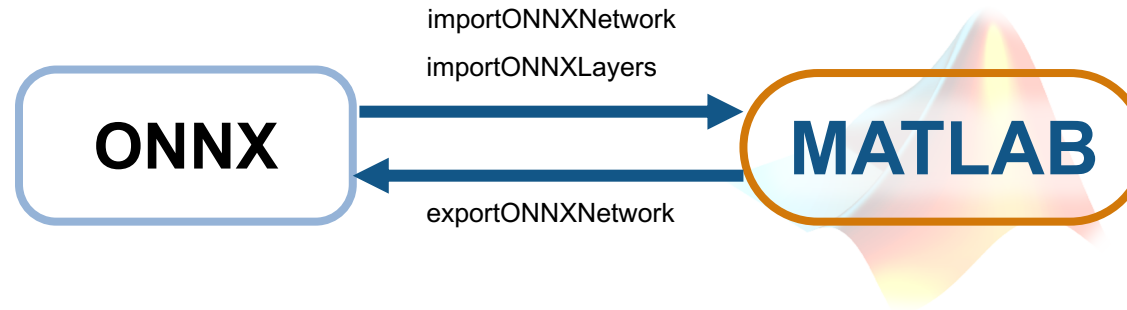 importONNXNetwork
importONNXLayers
ONNX
MATLAB
exportONNXNetwork